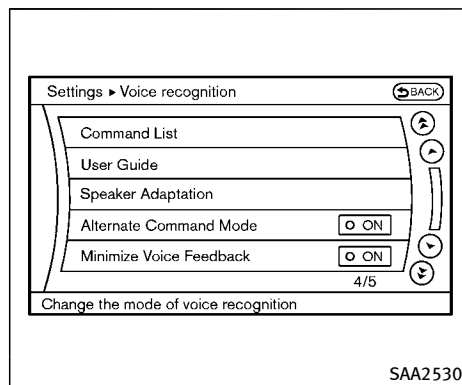 Settings ▸ Voice recognition
BACK
Command List
User Guide
Speaker Adaptation
Alternate Command Mode ON
Minimize Voice Feedback ON
4/5
Change the mode of voice recognition
SAA2530